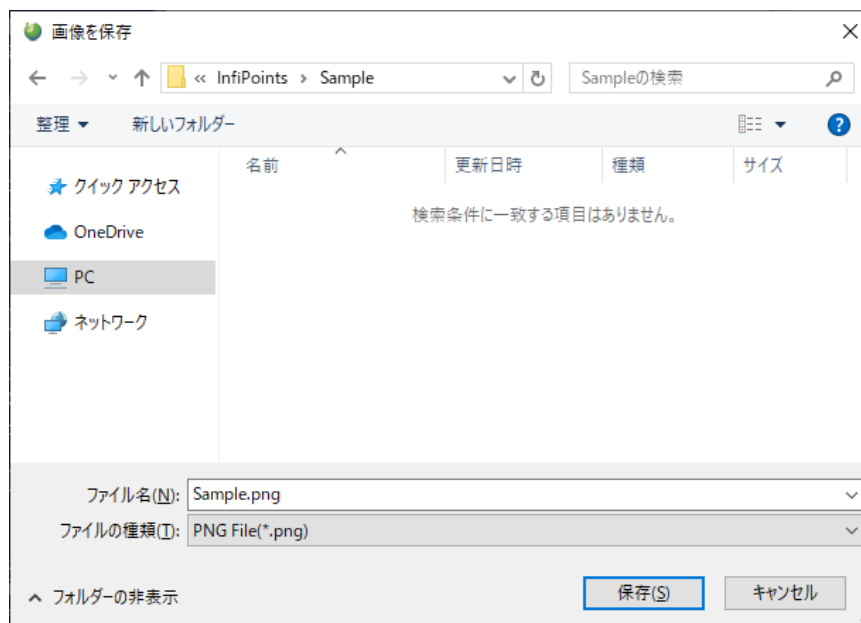 画像を保存
« InfiPoints › Sample
Sampleの検索
整理
新しいフォルダー
?
名前 更新日時 種類 サイズ
検索条件に一致する項目はありません。
クイック アクセス
OneDrive
PC
ネットワーク
ファイル名(N): Sample.png
ファイルの種類(T): PNG File(*.png)
フォルダーの非表示
保存(S)
キャンセル